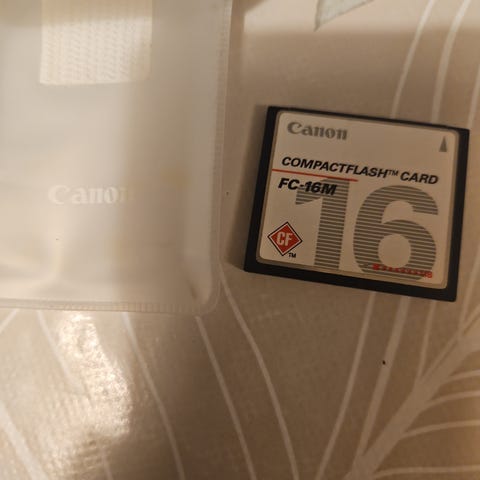 Canon
Canon
COMPACTFLASH™ CARD
FC-16M
16
CF
™